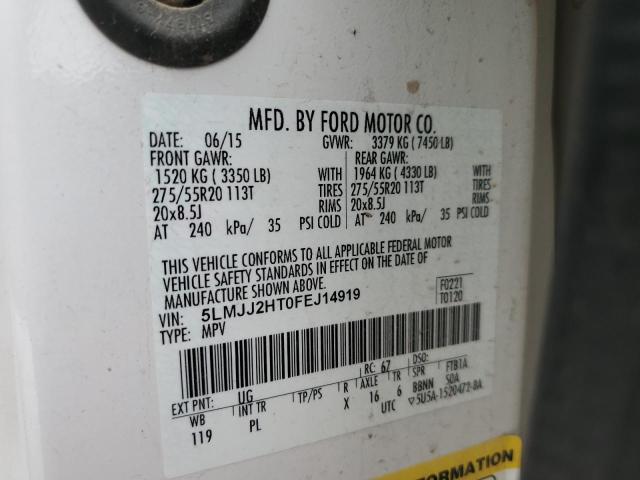 MFD. BY FORD MOTOR CO.
DATE: 06/15 GVWR: 3379 KG (7450 LB)
FRONT GAWR: REAR GAWR:
1520 KG (3350 LB) WITH 1964 KG (4330 LB) WITH
275/55R20 113T TIRES 275/55R20 113T TIRES
20x8.5J RIMS 20x8.5J RIMS
AT 240 kPa/ 35 PSI COLD AT 240 kPa/ 35 PSI COLD
THIS VEHICLE CONFORMS TO ALL APPLICABLE FEDERAL MOTOR
VEHICLE SAFETY STANDARDS IN EFFECT ON THE DATE OF
MANUFACTURE SHOWN ABOVE.
VIN: 5LMJJ2HT0FEJ14919 F0221
TYPE: MPV T0120
EXT PNT: UG RC: 67 DSO:
WB INT TR TP/PS R AXLE TR SPR FTB1A
119 PL X 16 6 BBNN SOA
UTC ▽5U5A-1520472-BA
INFORMATION